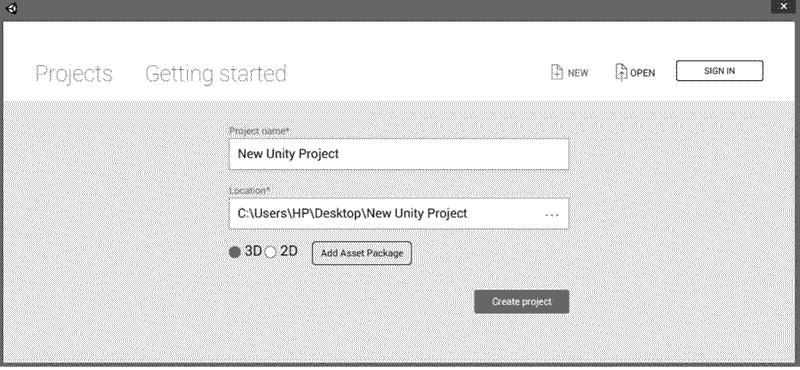 Projects Getting started NEW OPEN SIGN IN
Project name*
New Unity Project
Location*
C:\Users\HP\Desktop\New Unity Project ...
3D 2D Add Asset Package
Create project